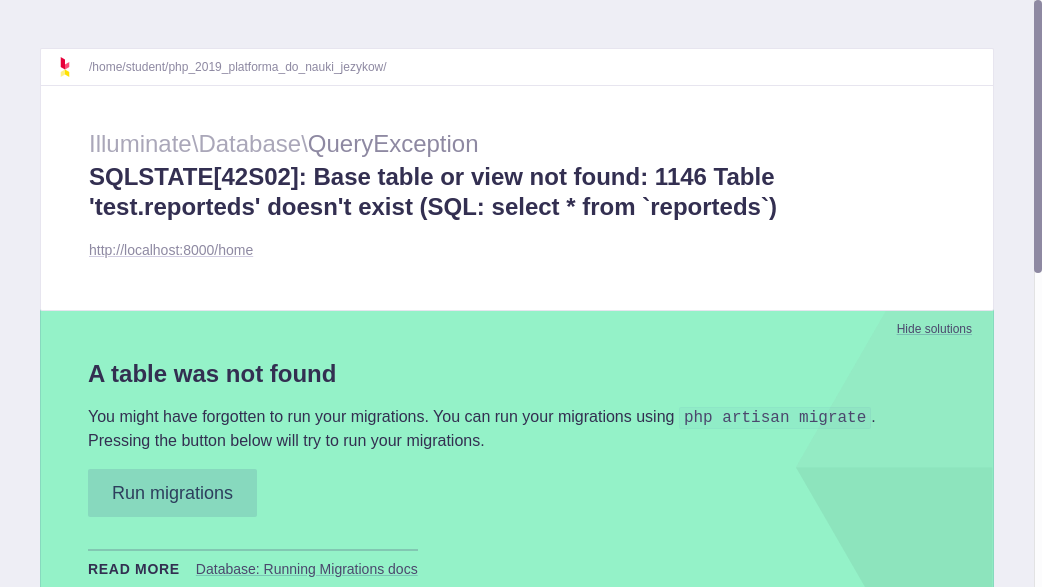 /home/student/php_2019_platforma_do_nauki_jezykow/
Illuminate\Database\QueryException
SQLSTATE[42S02]: Base table or view not found: 1146 Table
'test.reporteds' doesn't exist (SQL: select * from `reporteds`)
http://localhost:8000/home
Hide solutions
A table was not found
You might have forgotten to run your migrations. You can run your migrations using php artisan migrate.
Pressing the button below will try to run your migrations.
Run migrations
READ MORE Database: Running Migrations docs